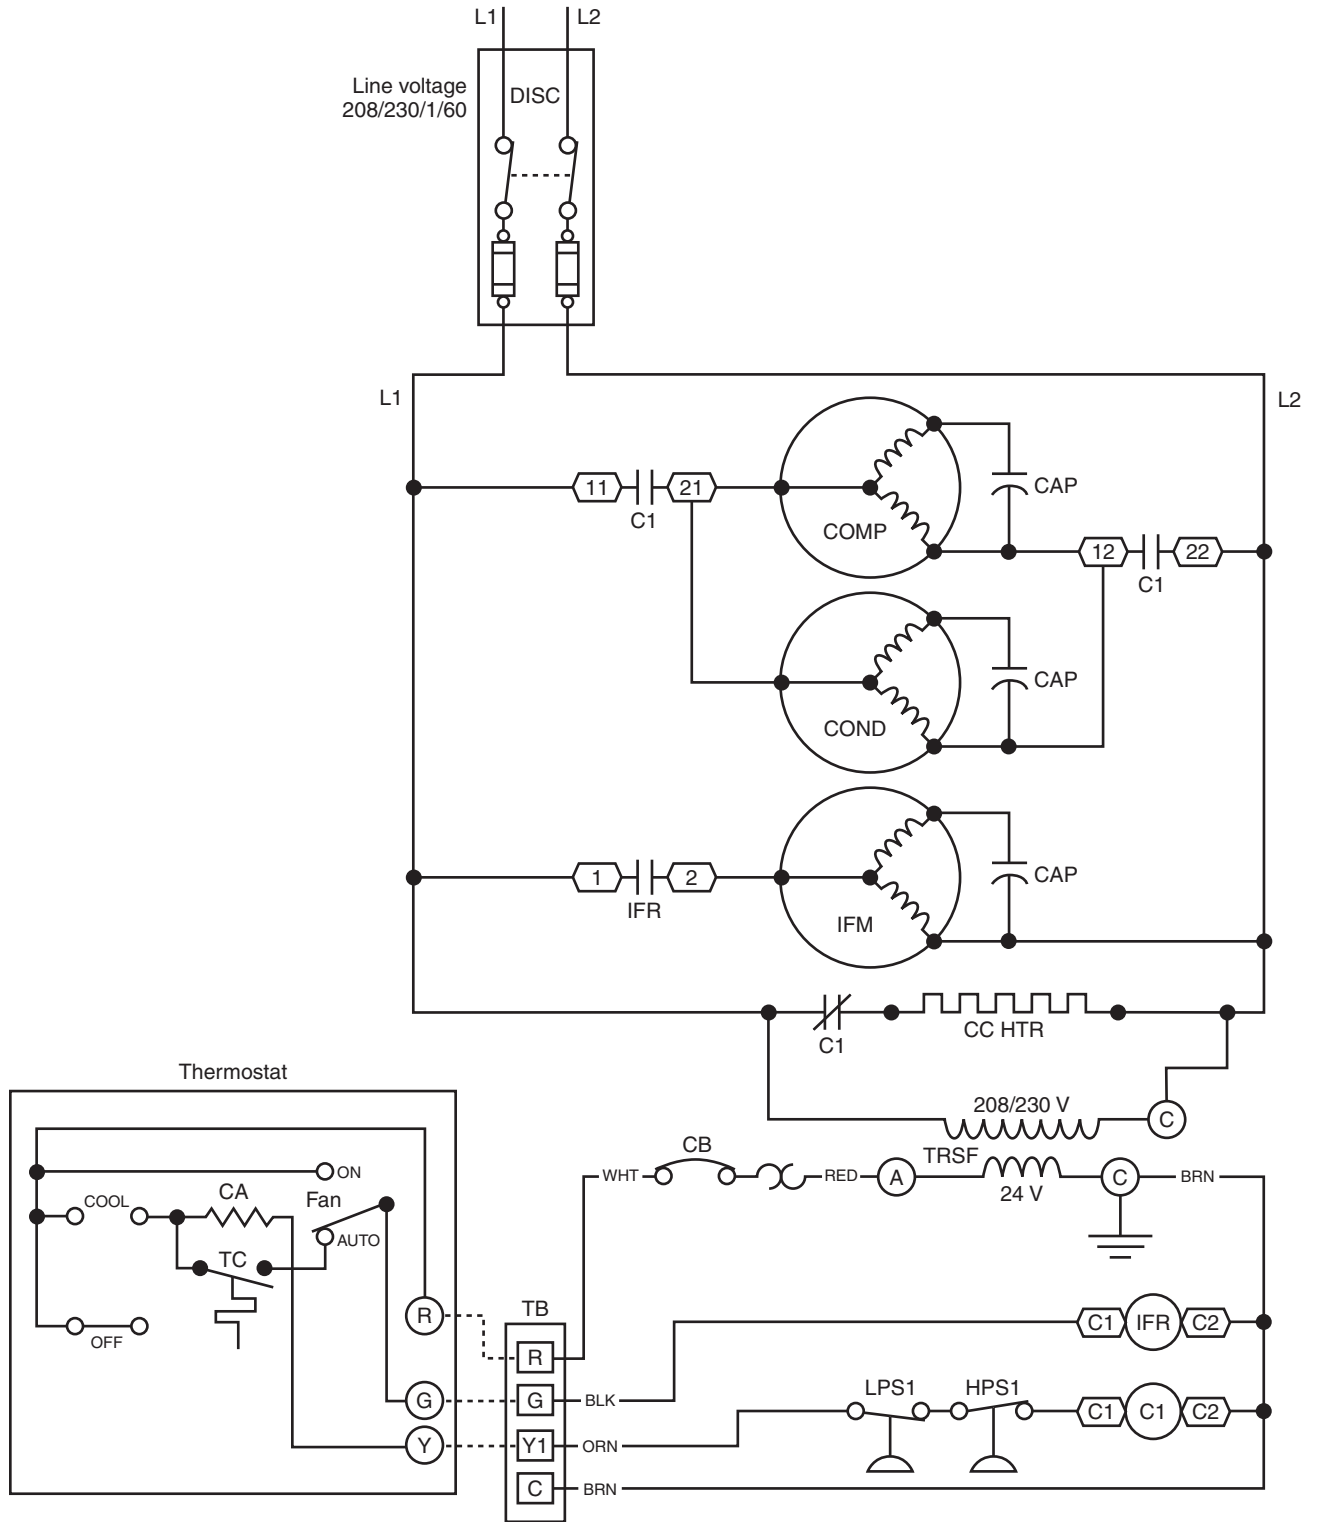 L1
L2
Line voltage
208/230/1/60
DISC
L1
L2
11
C1
21
COMP
CAP
12
C1
22
COND
CAP
1
IFR
2
IFM
CAP
C1
CC HTR
208/230 V
C
TRSF
WHT
CB
RED
A
24 V
C
BRN
Thermostat
ON
COOL
CA
Fan
AUTO
TC
OFF
R
G
Y
TB
R
G
Y1
C
BLK
ORN
BRN
C1
IFR
C2
LPS1
HPS1
C1
C1
C2